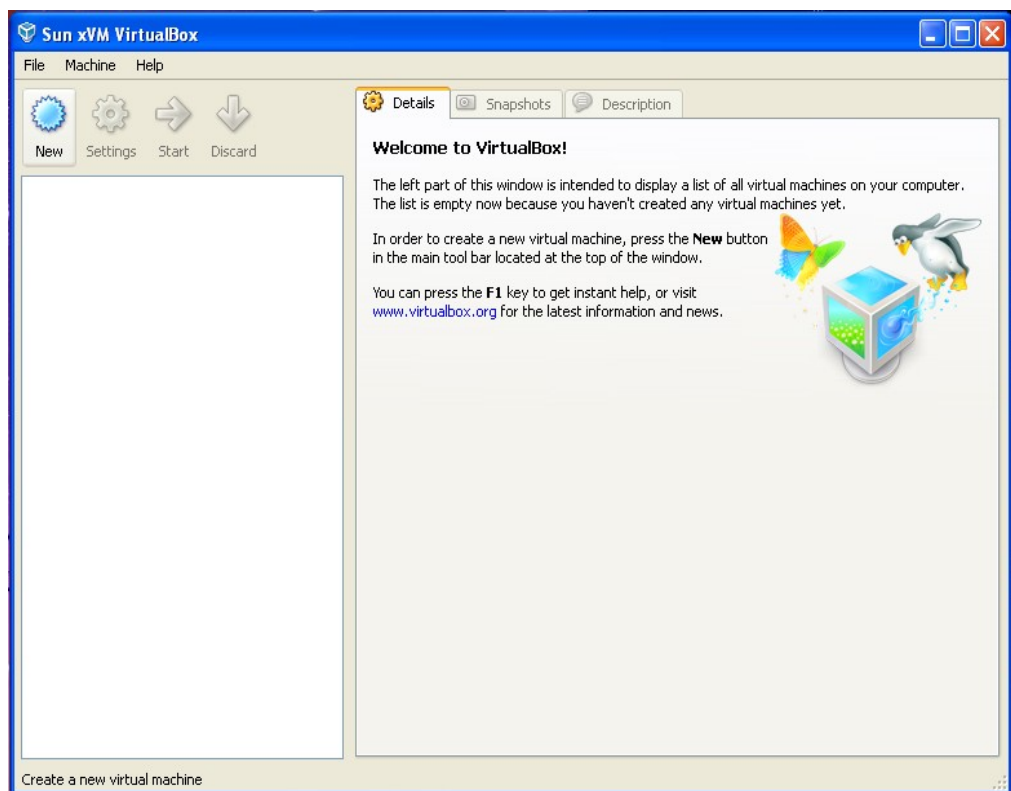 Sun xVM VirtualBox
File Machine Help
New Settings Start Discard
Details Snapshots Description
Welcome to VirtualBox!
The left part of this window is intended to display a list of all virtual machines on your computer.
The list is empty now because you haven't created any virtual machines yet.
In order to create a new virtual machine, press the New button
in the main tool bar located at the top of the window.
You can press the F1 key to get instant help, or visit
www.virtualbox.org for the latest information and news.
Create a new virtual machine